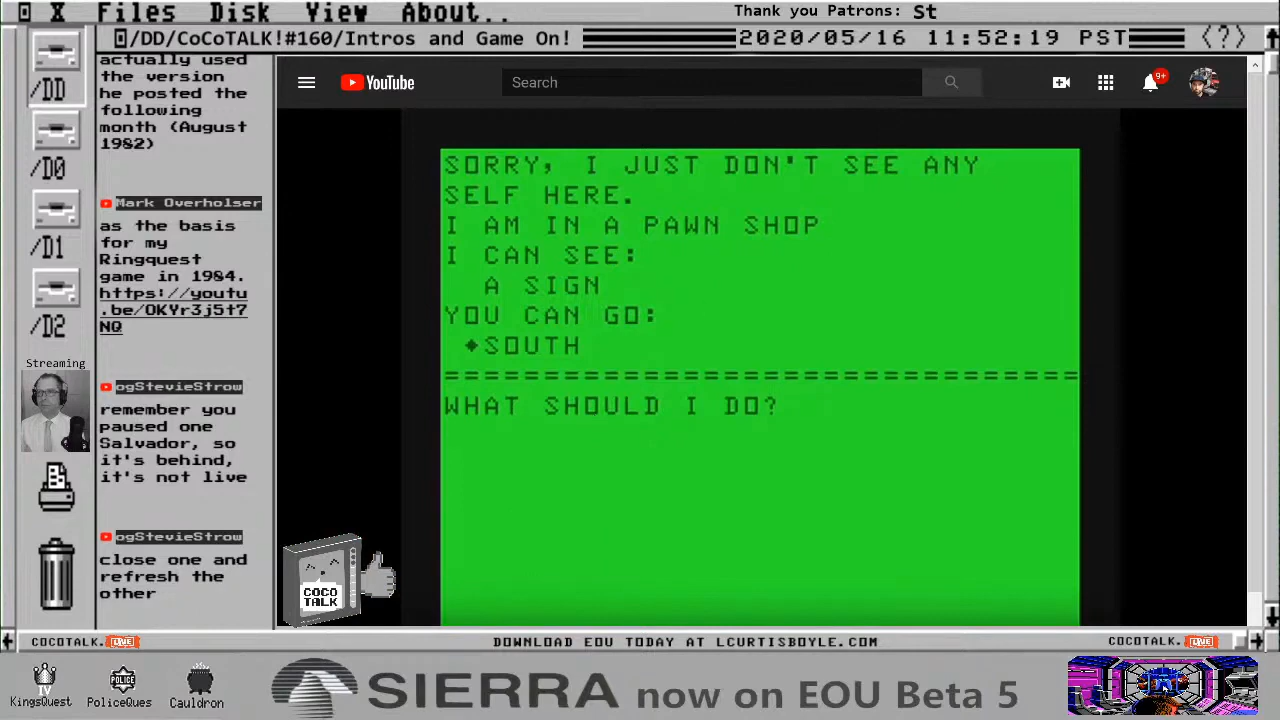 X Files Disk View About..
Thank you Patrons: St
/DD/CoCoTALK!#160/Intros and Game On!
2020/05/16 11:52:19 PST
(?)
/DD
/D0
/D1
/D2
Streaming
actually used
the version
he posted the
following
month (August
1982)
Mark Overholser
as the basis
for my
Ringquest
game in 1984.
https://youtu
.be/OKYr3j5t7
NQ
ogStevieStrow
remember you
paused one
Salvador, so
it's behind,
it's not live
ogStevieStrow
close one and
refresh the
other
YouTube
Search
9+
SORRY, I JUST DON'T SEE ANY
SELF HERE.
I AM IN A PAWN SHOP
I CAN SEE:
A SIGN
YOU CAN GO:
SOUTH
================================
WHAT SHOULD I DO?
COCO
TALK
COCOTALK.LIVE
DOWNLOAD EOU TODAY AT LCURTISBOYLE.COM
COCOTALK.LIVE
IV
KingsQuest
POLICE
PoliceQues
Cauldron
SIERRA now on EOU Beta 5